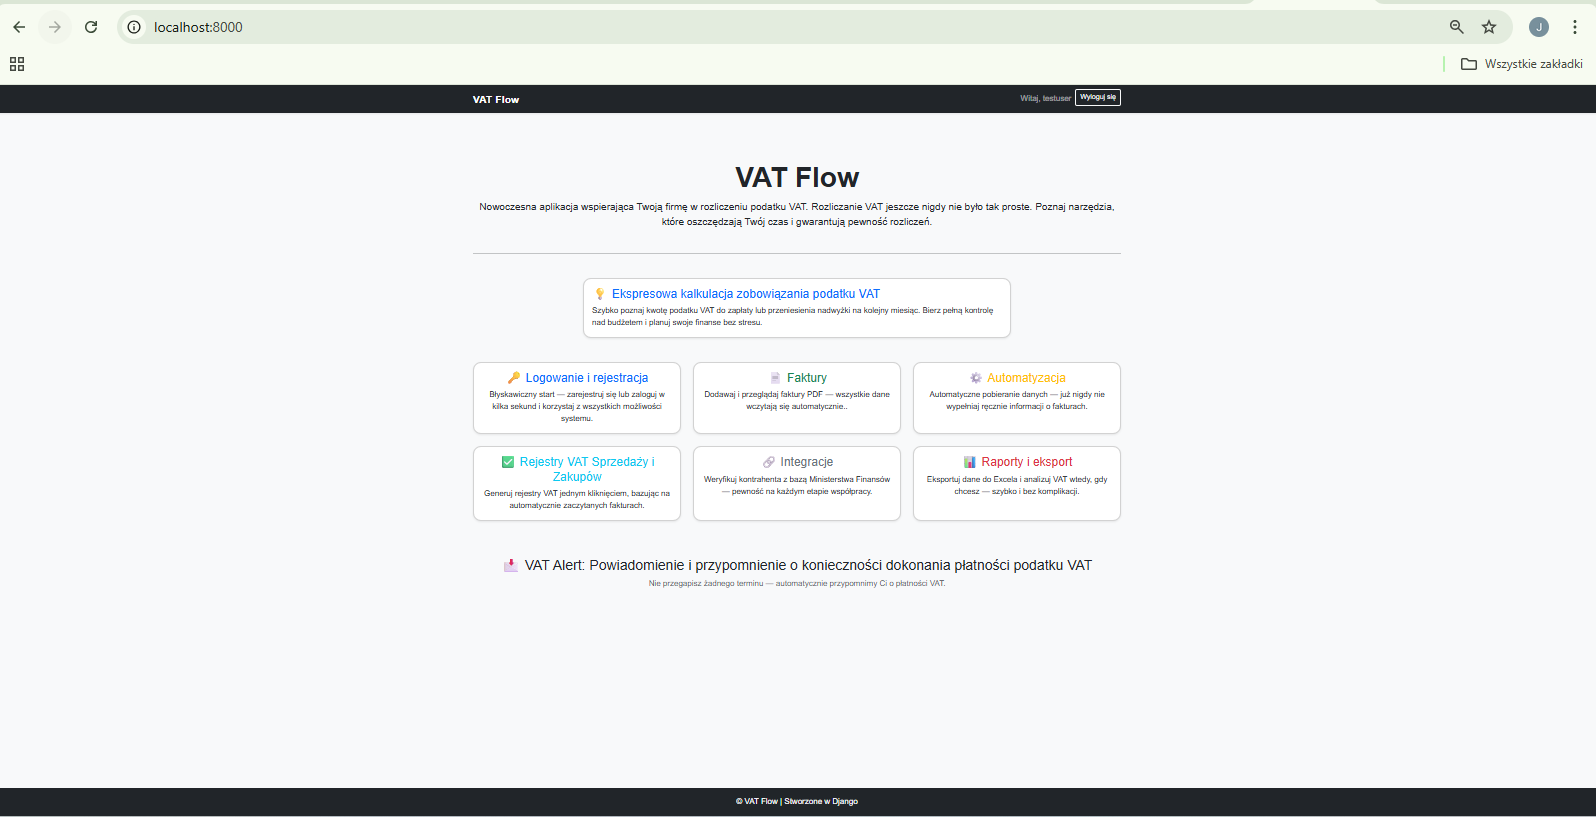 localhost:8000
J
Wszystkie zakładki
VAT Flow
Witaj, testuser
Wyloguj się
VAT Flow
Nowoczesna aplikacja wspierająca Twoją firmę w rozliczeniu podatku VAT. Rozliczanie VAT jeszcze nigdy nie było tak proste. Poznaj narzędzia,
które oszczędzają Twój czas i gwarantują pewność rozliczeń.
Ekspresowa kalkulacja zobowiązania podatku VAT
Szybko poznaj kwotę podatku VAT do zapłaty lub przeniesienia nadwyżki na kolejny miesiąc. Bierz pełną kontrolę
nad budżetem i planuj swoje finanse bez stresu.
Logowanie i rejestracja
Błyskawiczny start — zarejestruj się lub zaloguj w
kilka sekund i korzystaj z wszystkich możliwości
systemu.
Faktury
Dodawaj i przeglądaj faktury PDF — wszystkie dane
wczytają się automatycznie..
Automatyzacja
Automatyczne pobieranie danych — już nigdy nie
wypełniaj ręcznie informacji o fakturach.
Rejestry VAT Sprzedaży i
Zakupów
Generuj rejestry VAT jednym kliknięciem, bazując na
automatycznie zaczytanych fakturach.
Integracje
Weryfikuj kontrahenta z bazą Ministerstwa Finansów
— pewność na każdym etapie współpracy.
Raporty i eksport
Eksportuj dane do Excela i analizuj VAT wtedy, gdy
chcesz — szybko i bez komplikacji.
VAT Alert: Powiadomienie i przypomnienie o konieczności dokonania płatności podatku VAT
Nie przegapisz żadnego terminu — automatycznie przypomnimy Ci o płatności VAT.
© VAT Flow | Stworzone w Django